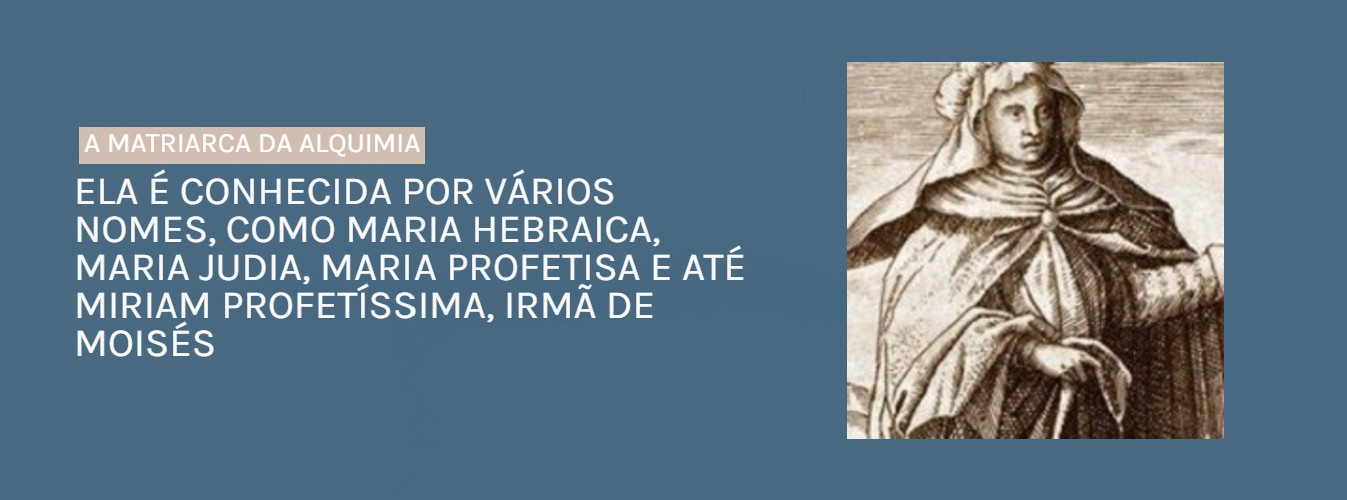 A MATRIARCA DA ALQUIMIA
ELA É CONHECIDA POR VÁRIOS
NOMES, COMO MARIA HEBRAICA,
MARIA JUDIA, MARIA PROFETISA E ATÉ
MIRIAM PROFETÍSSIMA, IRMÃ DE
MOISÉS